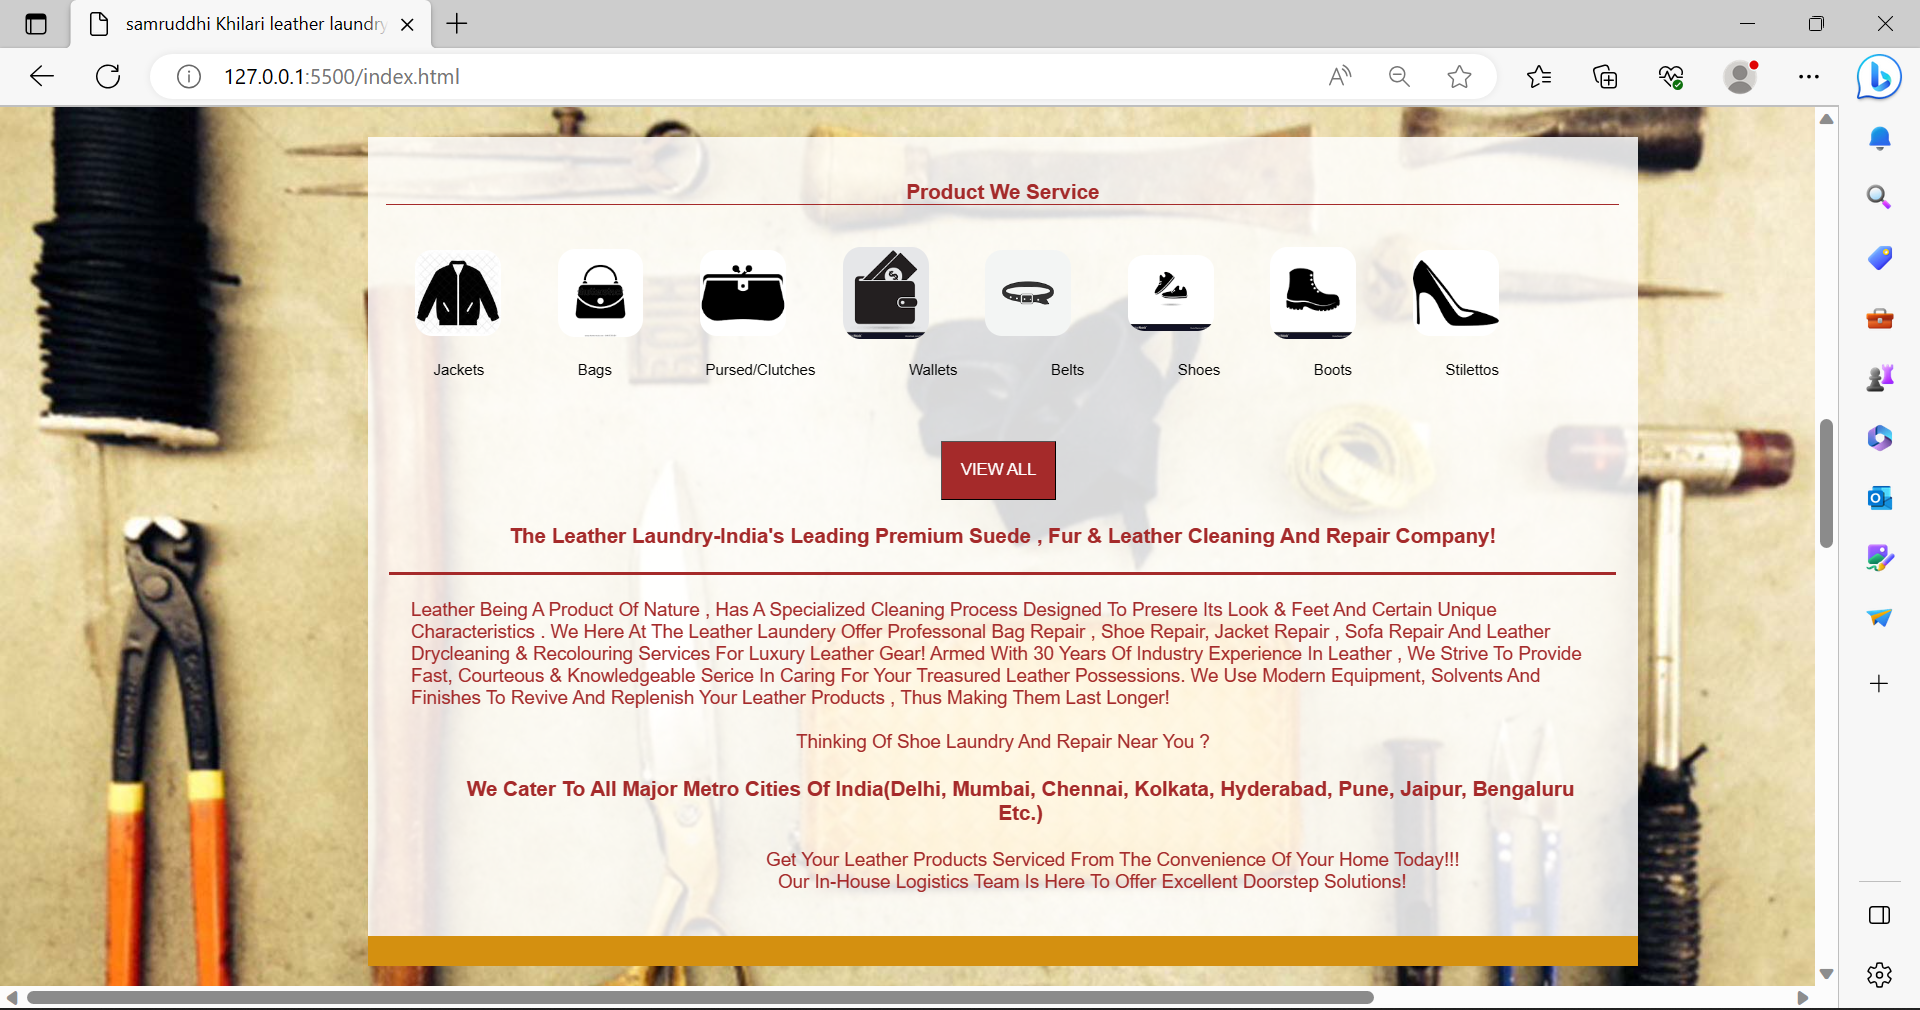 samruddhi Khilari leather laundry
127.0.0.1:5500/index.html
Product We Service
Jackets Bags Pursed/Clutches Wallets Belts Shoes Boots Stilettos
VIEW ALL
The Leather Laundry-India's Leading Premium Suede , Fur & Leather Cleaning And Repair Company!
Leather Being A Product Of Nature , Has A Specialized Cleaning Process Designed To Presere Its Look & Feet And Certain Unique
Characteristics . We Here At The Leather Laundery Offer Professonal Bag Repair , Shoe Repair, Jacket Repair , Sofa Repair And Leather
Drycleaning & Recolouring Services For Luxury Leather Gear! Armed With 30 Years Of Industry Experience In Leather , We Strive To Provide
Fast, Courteous & Knowledgeable Serice In Caring For Your Treasured Leather Possessions. We Use Modern Equipment, Solvents And
Finishes To Revive And Replenish Your Leather Products , Thus Making Them Last Longer!
Thinking Of Shoe Laundry And Repair Near You ?
We Cater To All Major Metro Cities Of India(Delhi, Mumbai, Chennai, Kolkata, Hyderabad, Pune, Jaipur, Bengaluru
Etc.)
Get Your Leather Products Serviced From The Convenience Of Your Home Today!!!
Our In-House Logistics Team Is Here To Offer Excellent Doorstep Solutions!